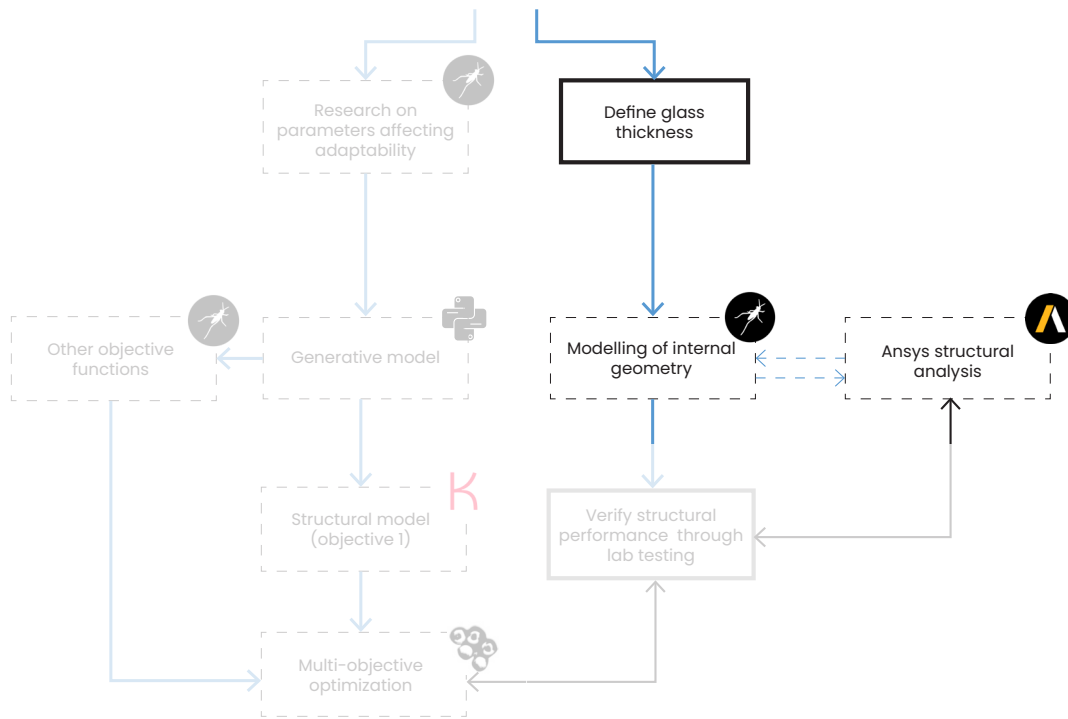 Research on
parameters affecting
adaptability
Define glass
thickness
Other objective
functions
Generative model
Modelling of internal
geometry
Ansys structural
analysis
Structural model
(objective 1)
Verify structural
performance through
lab testing
Multi-objective
optimization